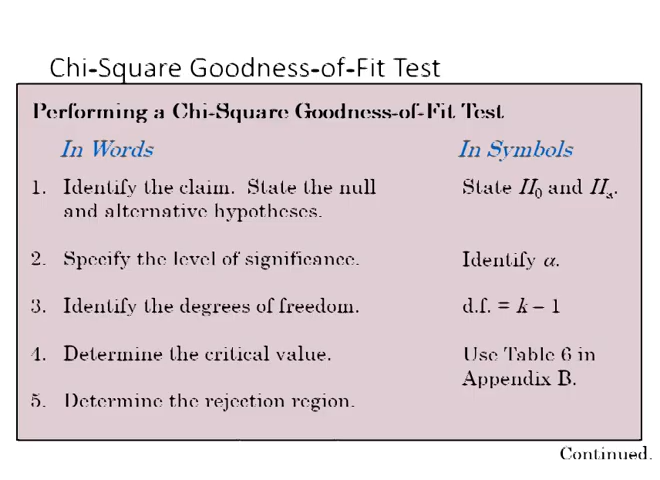 Chi-Square Goodness-of-Fit Test
Performing a Chi-Square Goodness-of-Fit Test
In Words In Symbols
1. Identify the claim. State the null State H₀ and Hₐ.
and alternative hypotheses.
2. Specify the level of significance. Identify α.
3. Identify the degrees of freedom. d.f. = k – 1
4. Determine the critical value. Use Table 6 in
Appendix B.
5. Determine the rejection region.
Continued.